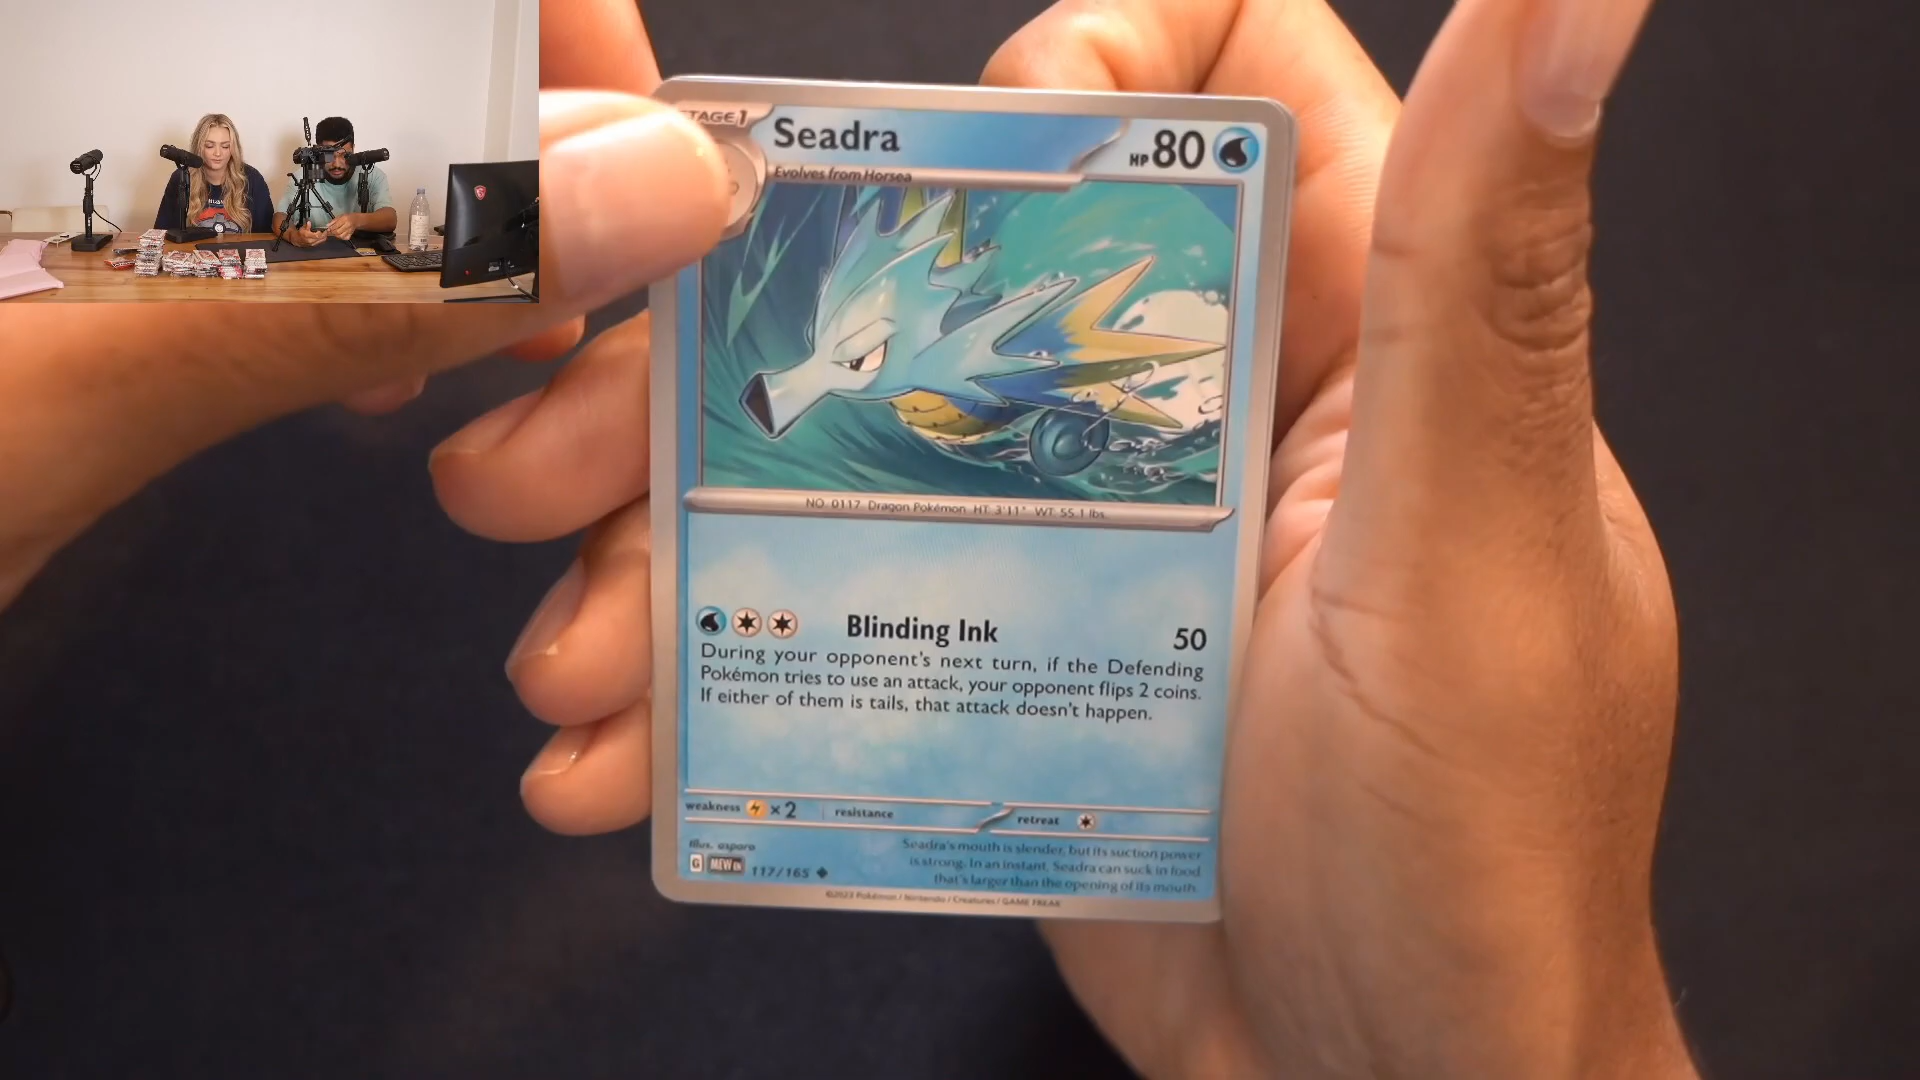 STAGE 1
Seadra
HP 80
Evolves from Horsea
NO. 0117 Dragon Pokémon HT: 3'11" WT: 55.1 lbs.
Blinding Ink 50
During your opponent's next turn, if the Defending
Pokémon tries to use an attack, your opponent flips 2 coins.
If either of them is tails, that attack doesn't happen.
weakness ×2 resistance retreat
Illus. aspara
G MEW EN 117/165
Seadra's mouth is slender, but its suction power
is strong. In an instant, Seadra can suck in food
that's larger than the opening of its mouth.
©2023 Pokémon / Nintendo / Creatures / GAME FREAK